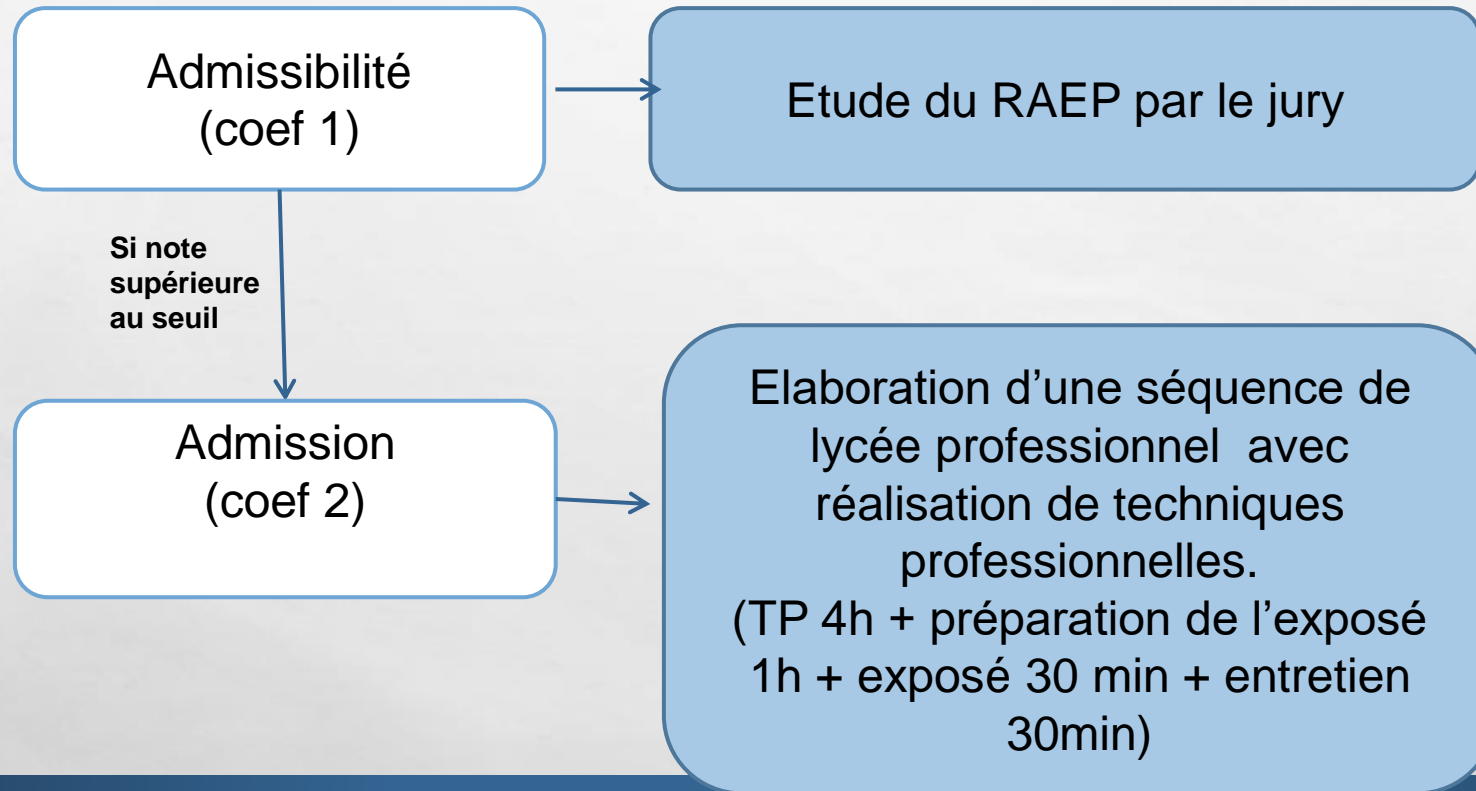 Admissibilité
(coef 1)
Etude du RAEP par le jury
Si note
supérieure
au seuil
Admission
(coef 2)
Elaboration d’une séquence de
lycée professionnel avec
réalisation de techniques
professionnelles.
(TP 4h + préparation de l’exposé
1h + exposé 30 min + entretien
30min)